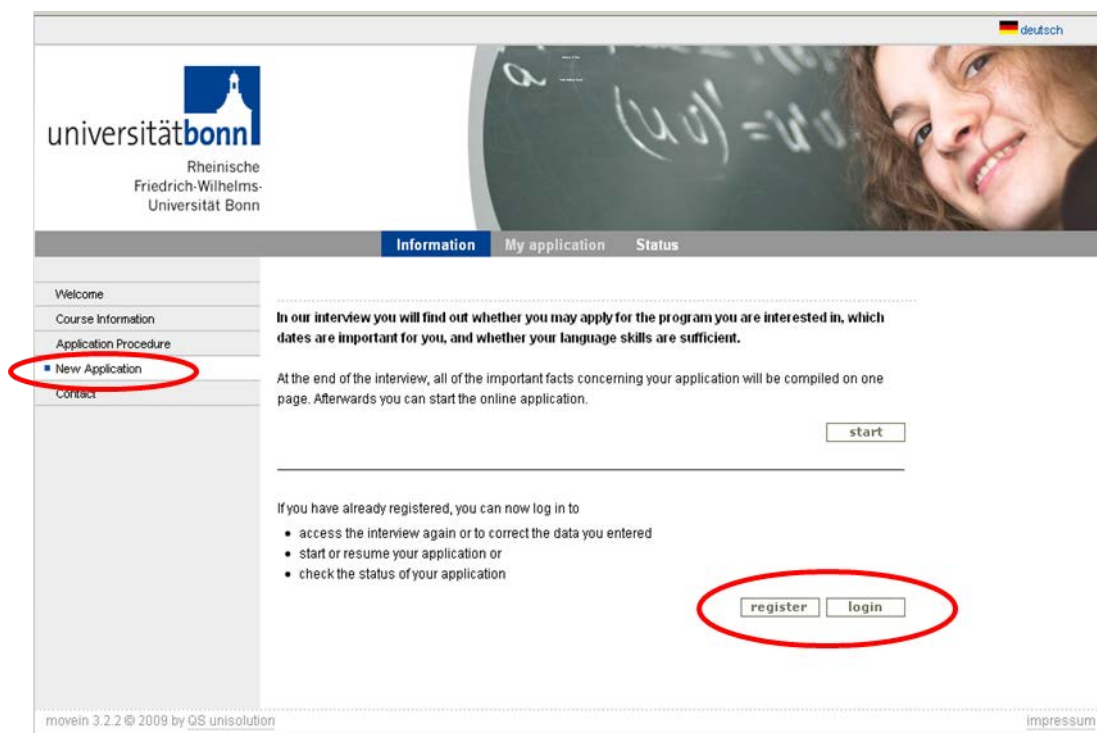 deutsch
universitätbonn
Rheinische
Friedrich-Wilhelms-
Universität Bonn
a
(uv)' = u'v
Information My application Status
Welcome
Course Information
Application Procedure
New Application
Contact
In our interview you will find out whether you may apply for the program you are interested in, which
dates are important for you, and whether your language skills are sufficient.
At the end of the interview, all of the important facts concerning your application will be compiled on one
page. Afterwards you can start the online application.
start
If you have already registered, you can now log in to
• access the interview again or to correct the data you entered
• start or resume your application or
• check the status of your application
register login
movein 3.2.2 © 2009 by QS unisolution
impressum